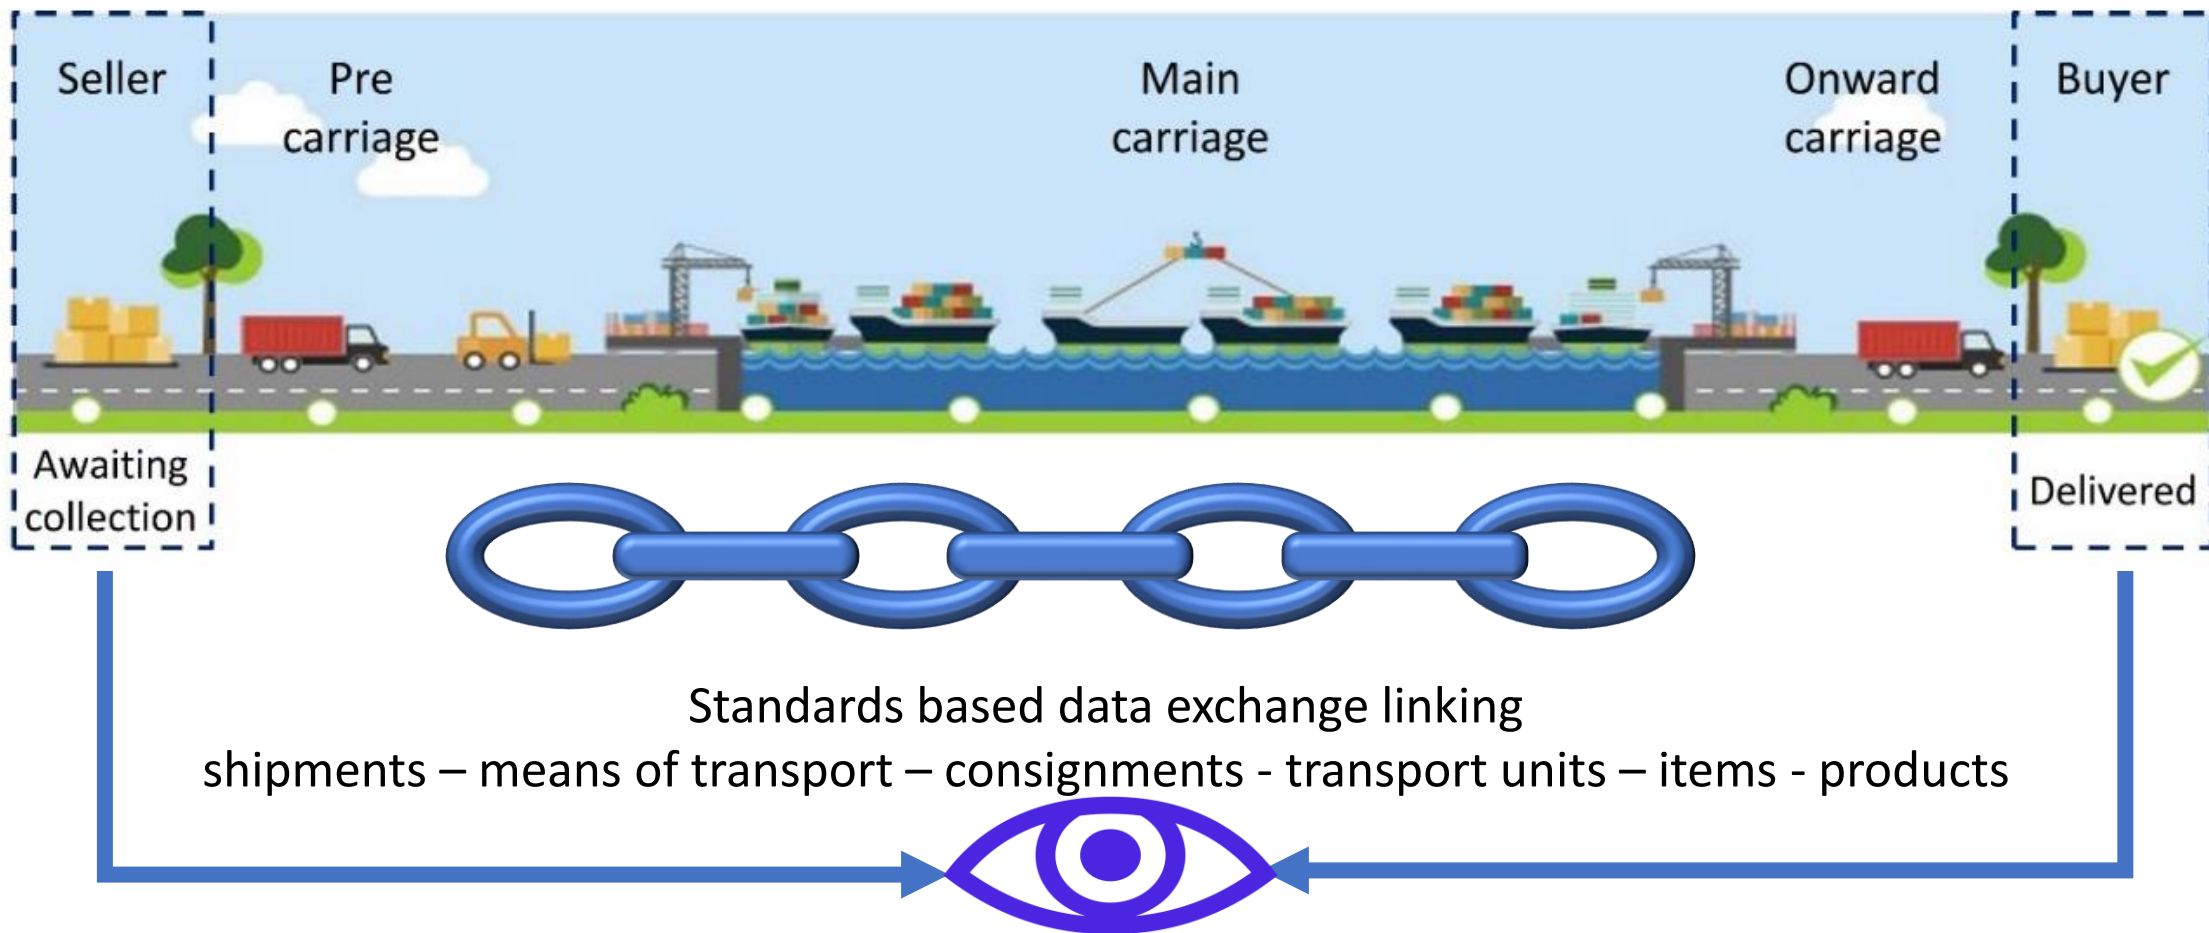 Seller
Pre
carriage
Main
carriage
Onward
carriage
Buyer
Awaiting
collection
Delivered
Standards based data exchange linking
shipments – means of transport – consignments - transport units – items - products